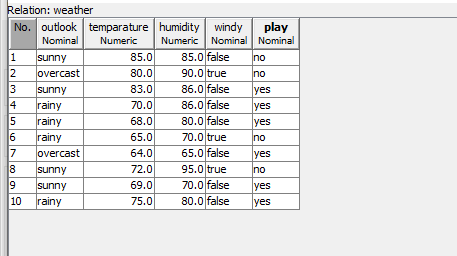 Relation: weather
No. outlook temparature humidity windy play
Nominal Numeric Numeric Nominal Nominal
1 sunny 85.0 85.0 false no
2 overcast 80.0 90.0 true no
3 sunny 83.0 86.0 false yes
4 rainy 70.0 86.0 false yes
5 rainy 68.0 80.0 false yes
6 rainy 65.0 70.0 true no
7 overcast 64.0 65.0 false yes
8 sunny 72.0 95.0 true no
9 sunny 69.0 70.0 false yes
10 rainy 75.0 80.0 false yes